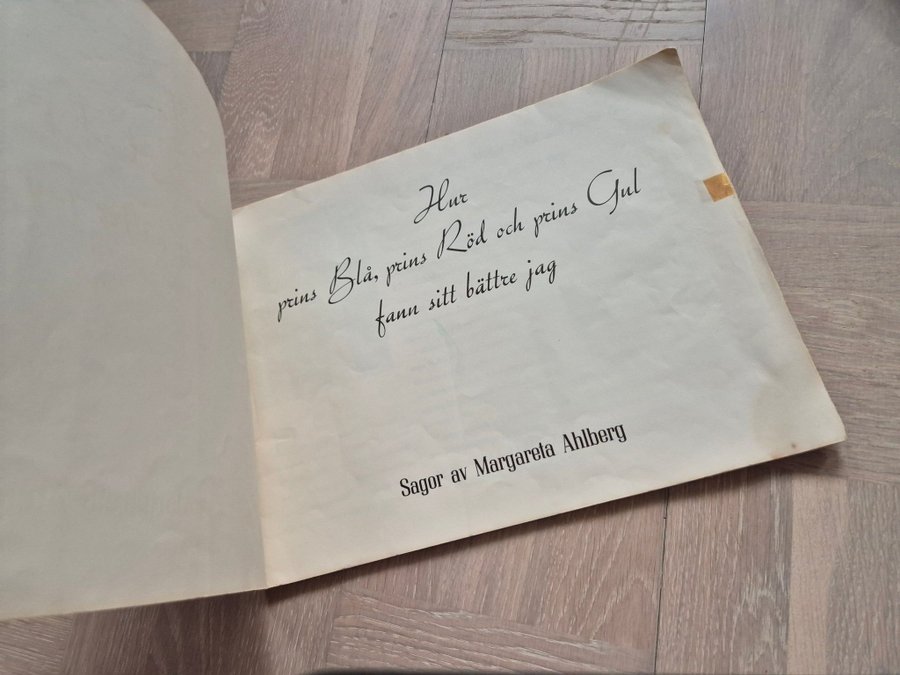 Hur
prins Blå, prins Röd och prins Gul
fann sitt bättre jag
Sagor av Margareta Ahlberg